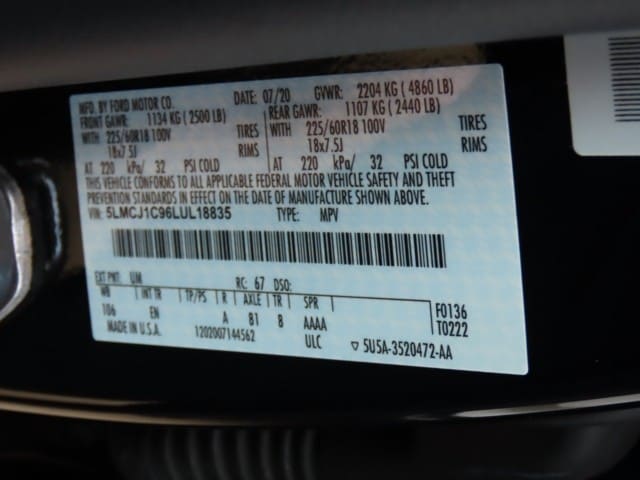 MFD. BY FORD MOTOR CO. DATE: 07/20 GVWR: 2204 KG ( 4860 LB)
FRONT GAWR: 1134 KG ( 2500 LB) REAR GAWR: 1107 KG ( 2440 LB)
WITH 225/60R18 100V TIRES WITH 225/60R18 100V TIRES
18x7.5J RIMS 18x7.5J RIMS
AT 220 kPa/ 32 PSI COLD AT 220 kPa/ 32 PSI COLD
THIS VEHICLE CONFORMS TO ALL APPLICABLE FEDERAL MOTOR VEHICLE SAFETY AND THEFT
PREVENTION STANDARDS IN EFFECT ON THE DATE OF MANUFACTURE SHOWN ABOVE.
VIN: 5LMCJ1C96LUL18835 TYPE: MPV
EXT PNT: UM RC: 67 DSO:
WB INT TR TP/PS R AXLE TR SPR
106 EN A 81 8 AAAA F0136
T0222
MADE IN U.S.A. 1202007144562 ULC ▽ 5U5A-3520472-AA